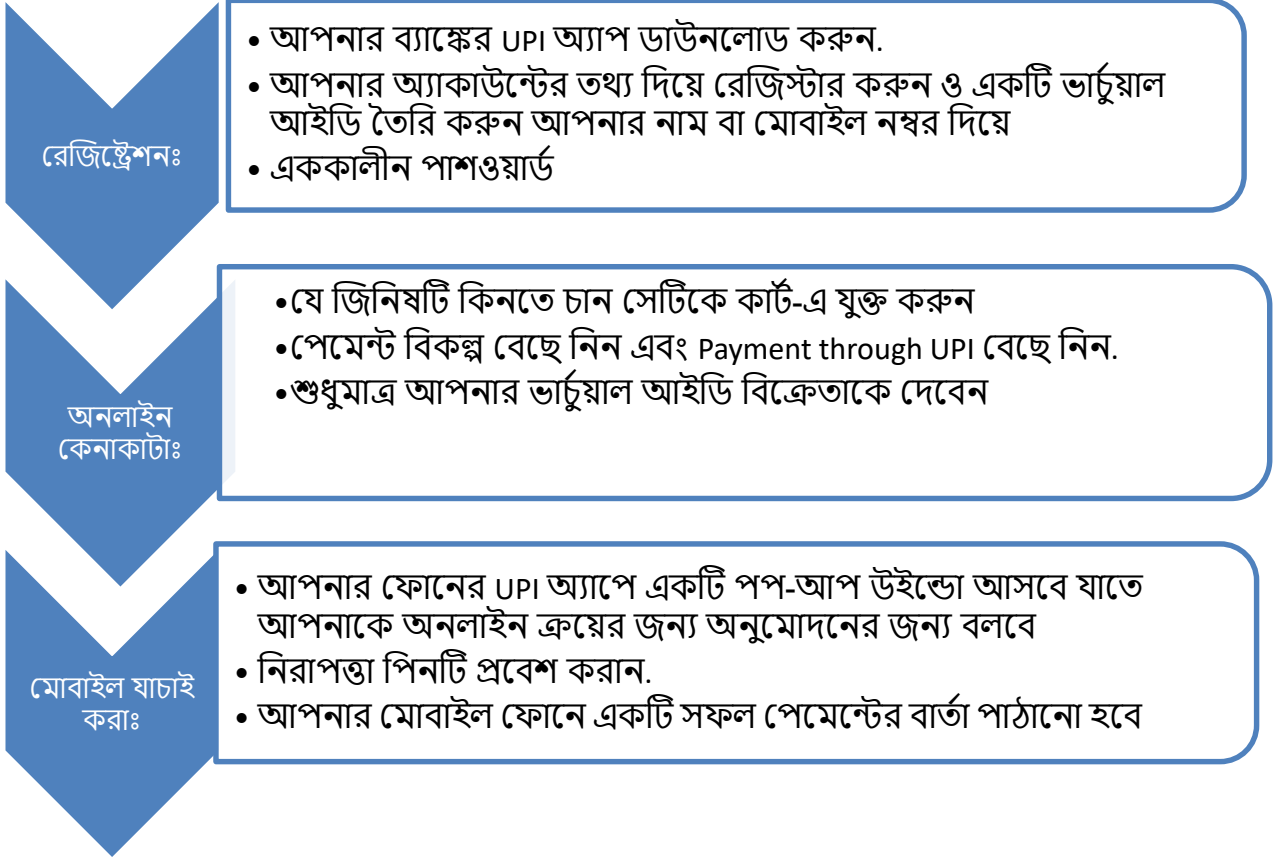 রেজিষ্ট্রেশনঃ
• আপনার ব্যাঙ্কের UPI অ্যাপ ডাউনলোড করুন.
• আপনার অ্যাকাউন্টের তথ্য দিয়ে রেজিস্টার করুন ও একটি ভার্চুয়াল
আইডি তৈরি করুন আপনার নাম বা মোবাইল নম্বর দিয়ে
• এককালীন পাশওয়ার্ড
অনলাইন
কেনাকাটাঃ
•যে জিনিষটি কিনতে চান সেটিকে কার্ট-এ যুক্ত করুন
•পেমেন্ট বিকল্প বেছে নিন এবং Payment through UPI বেছে নিন.
•শুধুমাত্র আপনার ভার্চুয়াল আইডি বিক্রেতাকে দেবেন
মোবাইল যাচাই
করাঃ
• আপনার ফোনের UPI অ্যাপে একটি পপ-আপ উইন্ডো আসবে যাতে
আপনাকে অনলাইন ক্রয়ের জন্য অনুমোদনের জন্য বলবে
• নিরাপত্তা পিনটি প্রবেশ করান.
• আপনার মোবাইল ফোনে একটি সফল পেমেন্টের বার্তা পাঠানো হবে